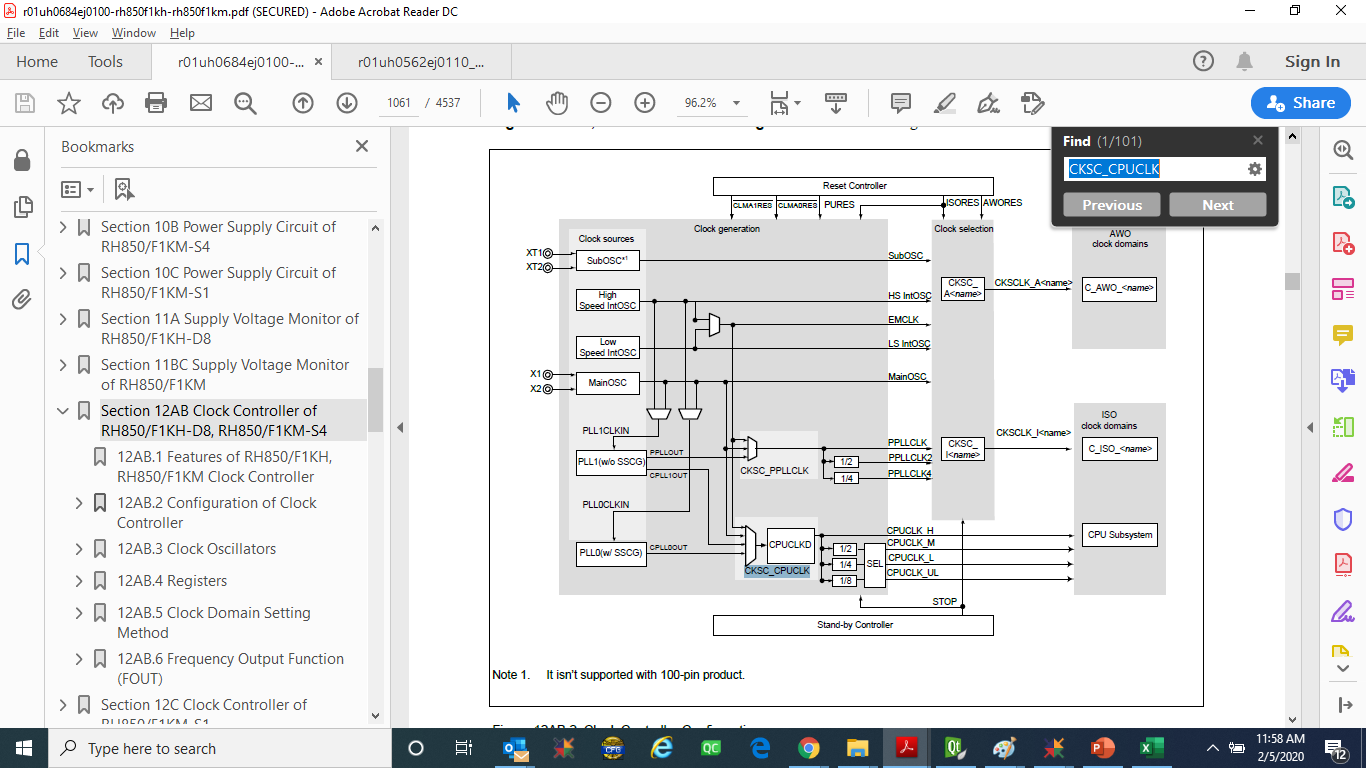 r01uh0684ej0100-rh850f1kh-rh850f1km.pdf (SECURED) - Adobe Acrobat Reader DC
File Edit View Window Help
Home Tools r01uh0684ej0100-... × r01uh0562ej0110_... Sign In
1061 / 4537 96.2% Share
Bookmarks
Section 10B Power Supply Circuit of
RH850/F1KM-S4
Section 10C Power Supply Circuit of
RH850/F1KM-S1
Section 11A Supply Voltage Monitor of
RH850/F1KH-D8
Section 11BC Supply Voltage Monitor
of RH850/F1KM
Section 12AB Clock Controller of
RH850/F1KH-D8, RH850/F1KM-S4
12AB.1 Features of RH850/F1KH,
RH850/F1KM Clock Controller
12AB.2 Configuration of Clock
Controller
12AB.3 Clock Oscillators
12AB.4 Registers
12AB.5 Clock Domain Setting
Method
12AB.6 Frequency Output Function
(FOUT)
Section 12C Clock Controller of
RH850/F1KM-S1
Find (1/101)
CKSC_CPUCLK
Previous Next
Reset Controller
CLMA1RES CLMA0RES PURES ISORES AWORES
Clock generation Clock selection AWO
clock domains
Clock sources
XT1
XT2
SubOSC*1
SubOSC
High
Speed IntOSC
HS IntOSC
CKSC_
A<name>
CKSCLK_A<name>
C_AWO_<name>
EMCLK
Low
Speed IntOSC
LS IntOSC
X1
X2
MainOSC
MainOSC
PLL1CLKIN
PLL1(w/o SSCG)
PPLLOUT
CPLL1OUT
CKSC_PPLLCLK
1/2
1/4
PPLLCLK
PPLLCLK2
PPLLCLK4
CKSC_
I<name>
CKSCLK_I<name>
ISO
clock domains
C_ISO_<name>
PLL0CLKIN
PLL0(w/ SSCG)
CPLL0OUT
CPUCLKD
CKSC_CPUCLK
1/2
1/4
1/8
SEL
CPUCLK_H
CPUCLK_M
CPUCLK_L
CPUCLK_UL
CPU Subsystem
STOP
Stand-by Controller
Note 1. It isn't supported with 100-pin product.
Type here to search
QC
CFG
Qt
11:58 AM
2/5/2020
12